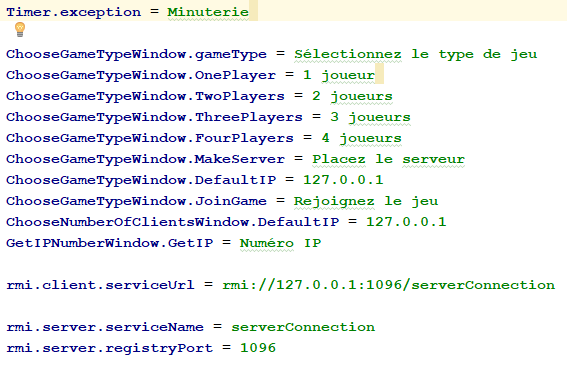 Timer.exception = Minuterie
ChooseGameTypeWindow.gameType = Sélectionnez le type de jeu
ChooseGameTypeWindow.OnePlayer = 1 joueur
ChooseGameTypeWindow.TwoPlayers = 2 joueurs
ChooseGameTypeWindow.ThreePlayers = 3 joueurs
ChooseGameTypeWindow.FourPlayers = 4 joueurs
ChooseGameTypeWindow.MakeServer = Placez le serveur
ChooseGameTypeWindow.DefaultIP = 127.0.0.1
ChooseGameTypeWindow.JoinGame = Rejoignez le jeu
ChooseNumberOfClientsWindow.DefaultIP = 127.0.0.1
GetIPNumberWindow.GetIP = Numéro IP
rmi.client.serviceUrl = rmi://127.0.0.1:1096/serverConnection
rmi.server.serviceName = serverConnection
rmi.server.registryPort = 1096